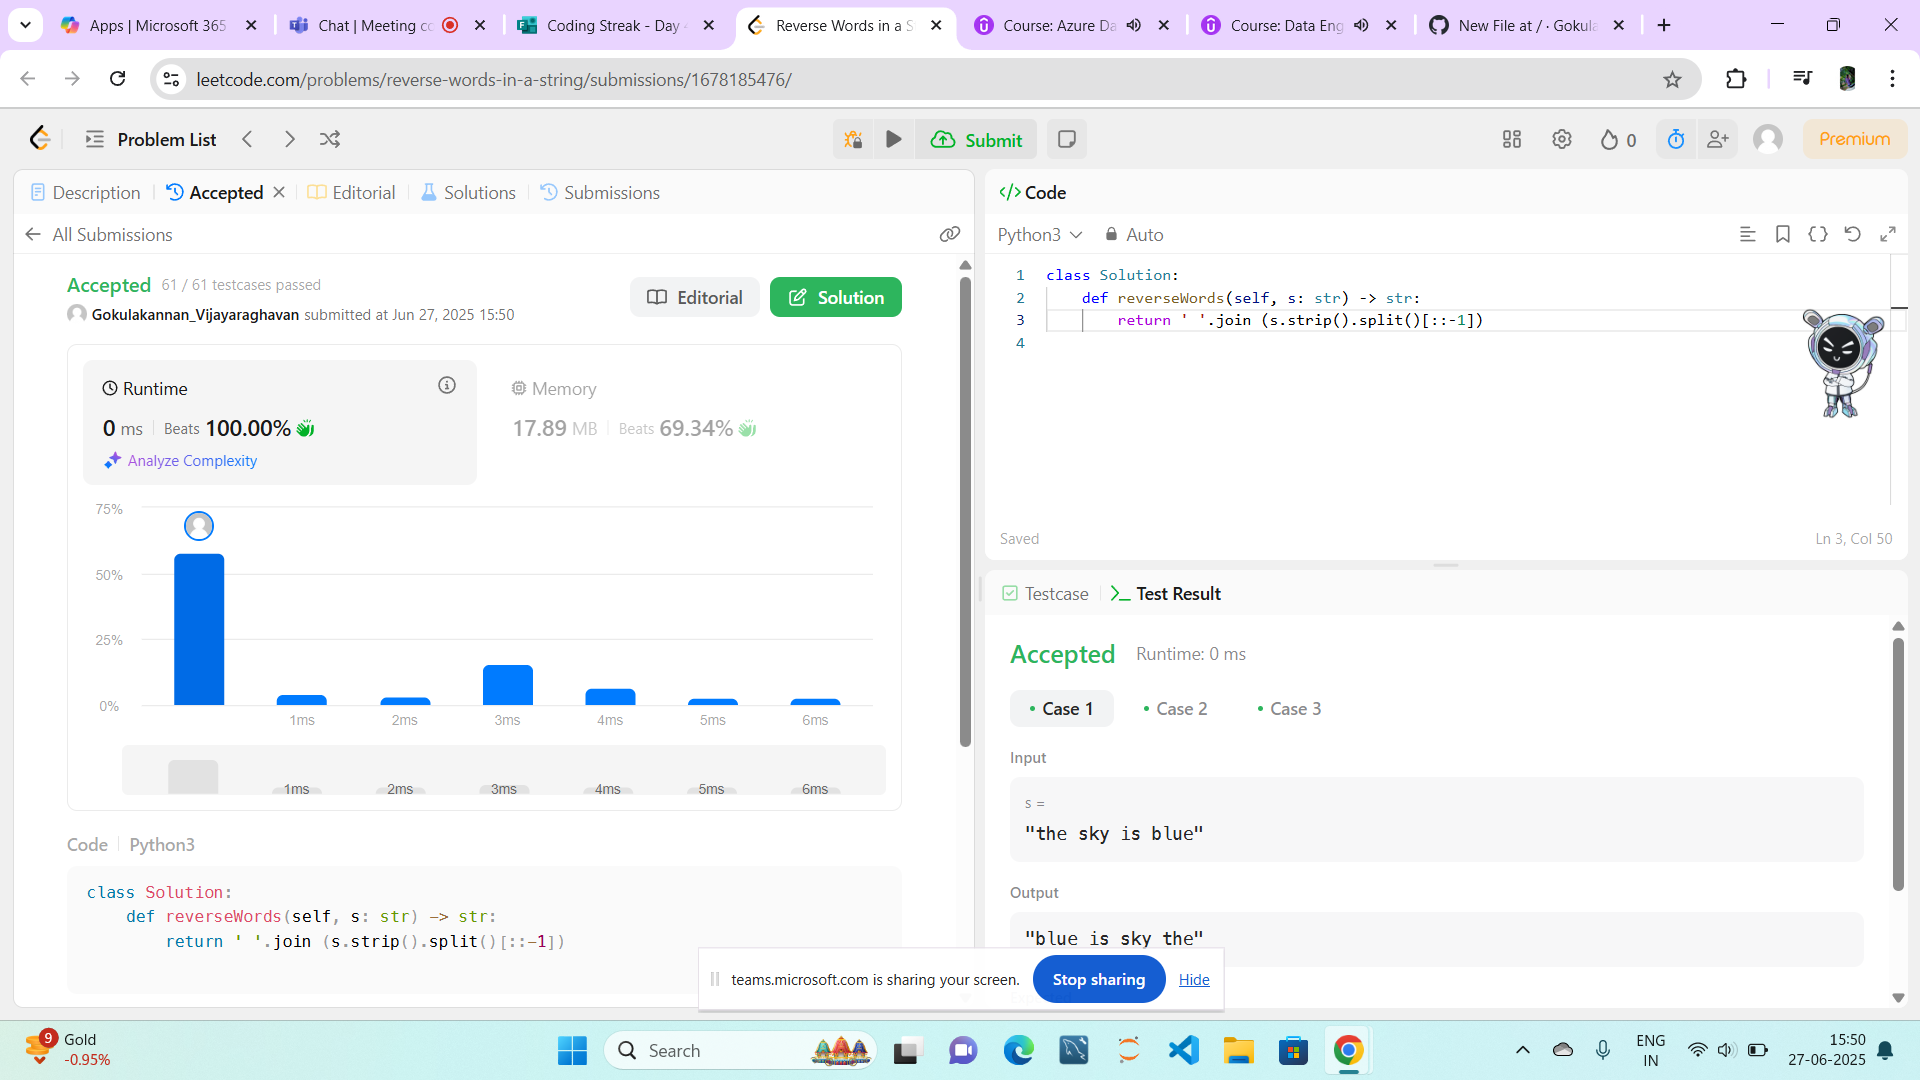 Apps | Microsoft 365
Chat | Meeting co
Coding Streak - Day
Reverse Words in a S
Course: Azure Da
Course: Data Eng
New File at / · Gokula
leetcode.com/problems/reverse-words-in-a-string/submissions/1678185476/
Problem List
Submit
0
Premium
Description
Accepted
Editorial
Solutions
Submissions
All Submissions
Accepted 61 / 61 testcases passed
Gokulakannan_Vijayaraghavan submitted at Jun 27, 2025 15:50
Editorial
Solution
Runtime
0 ms Beats 100.00%
Analyze Complexity
Memory
17.89 MB Beats 69.34%
75%
50%
25%
0%
1ms 2ms 3ms 4ms 5ms 6ms
1ms 2ms 3ms 4ms 5ms 6ms
Code Python3
class Solution:
    def reverseWords(self, s: str) -> str:
        return ' '.join (s.strip().split()[::-1])
</> Code
Python3 Auto
1 class Solution:
2     def reverseWords(self, s: str) -> str:
3         return ' '.join (s.strip().split()[::-1])
4
Saved
Ln 3, Col 50
Testcase
Test Result
Accepted Runtime: 0 ms
Case 1 Case 2 Case 3
Input
s =
"the sky is blue"
Output
"blue is sky the"
teams.microsoft.com is sharing your screen.
Stop sharing
Hide
9
Gold
-0.95%
Search
ENG
IN
15:50
27-06-2025